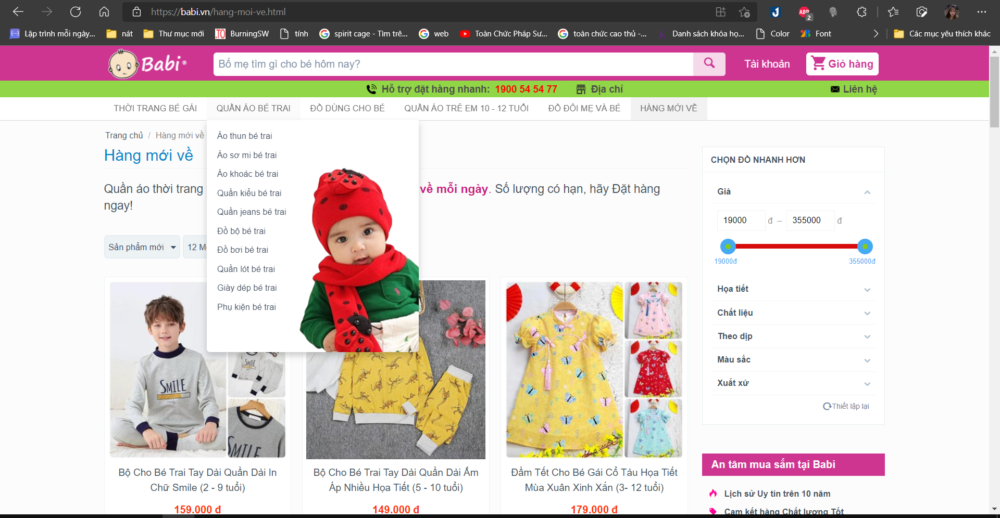 https://babi.vn/hang-moi-ve.html
ABP
2
Lập trình mỗi ngày...
nát
Thư mục mới
.TO
BurningSW
tính
spirit cage - Tìm trê...
web
Toàn Chức Pháp Sư...
toàn chức cao thủ -...
Danh sách khóa họ...
Color
Font
Các mục yêu thích khác
Babi®
Bố mẹ tìm gì cho bé hôm nay?
Tài khoản
Giỏ hàng
Hỗ trợ đặt hàng nhanh: 1900 54 54 77
Địa chỉ
Liên hệ
THỜI TRANG BÉ GÁI
QUẦN ÁO BÉ TRAI
ĐỒ DÙNG CHO BÉ
QUẦN ÁO TRẺ EM 10 - 12 TUỔI
ĐỒ ĐÔI MẸ VÀ BÉ
HÀNG MỚI VỀ
Trang chủ / Hàng mới về
Hàng mới về
Quần áo thời trang
về mỗi ngày. Số lượng có hạn, hãy Đặt hàng
ngay!
Sản phẩm mới
12 M
Áo thun bé trai
Áo sơ mi bé trai
Áo khoác bé trai
Quần kiểu bé trai
Quần jeans bé trai
Đồ bộ bé trai
Đồ bơi bé trai
Quần lót bé trai
Giày dép bé trai
Phụ kiện bé trai
SMILE
SMILE
SMILE
Bộ Cho Bé Trai Tay Dài Quần Dài In
Chữ Smile (2 - 9 tuổi)
159.000 đ
Bộ Cho Bé Trai Tay Dài Quần Dài Ấm
Áp Nhiều Họa Tiết (5 - 10 tuổi)
149.000 đ
Đầm Tết Cho Bé Gái Cổ Tàu Họa Tiết
Mùa Xuân Xinh Xắn (3- 12 tuổi)
179.000 đ
CHỌN ĐỒ NHANH HƠN
Giá
19000 đ – 355000 đ
19000đ
355000đ
Họa tiết
Chất liệu
Theo dịp
Màu sắc
Xuất xứ
Thiết lập lại
An tâm mua sắm tại Babi
Lịch sử Uy tín trên 10 năm
Cam kết hàng Chất lượng Tốt